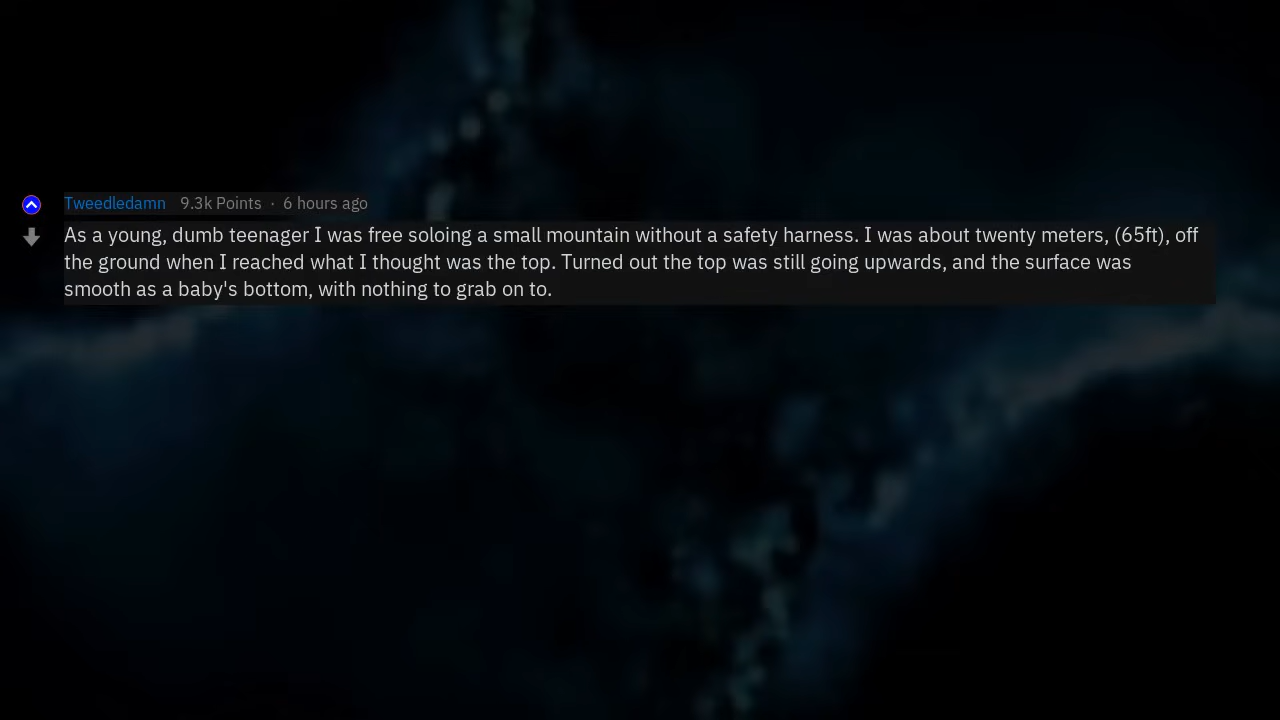 Tweedledamn 9.3k Points · 6 hours ago
As a young, dumb teenager I was free soloing a small mountain without a safety harness. I was about twenty meters, (65ft), off
the ground when I reached what I thought was the top. Turned out the top was still going upwards, and the surface was
smooth as a baby's bottom, with nothing to grab on to.